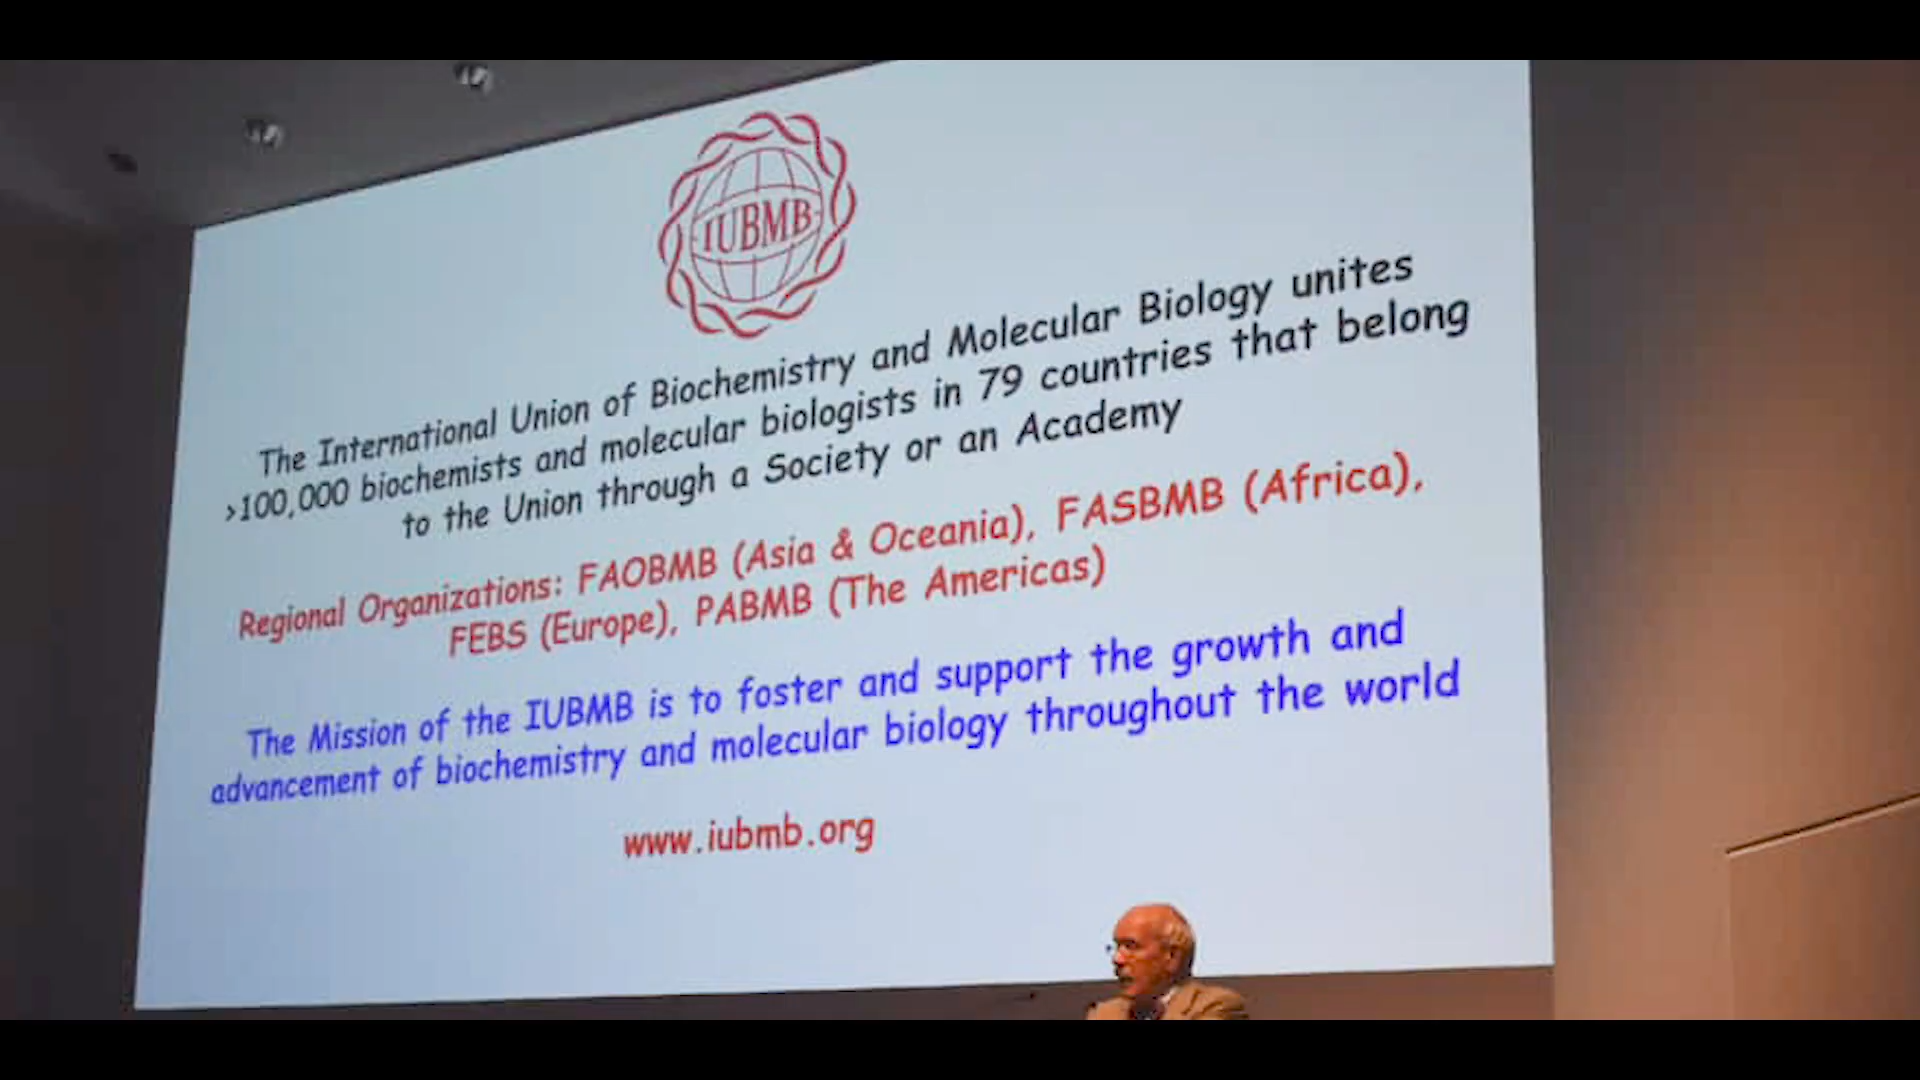 IUBMB
The International Union of Biochemistry and Molecular Biology unites
>100,000 biochemists and molecular biologists in 79 countries that belong
to the Union through a Society or an Academy
Regional Organizations: FAOBMB (Asia & Oceania), FASBMB (Africa),
FEBS (Europe), PABMB (The Americas)
The Mission of the IUBMB is to foster and support the growth and
advancement of biochemistry and molecular biology throughout the world
www.iubmb.org